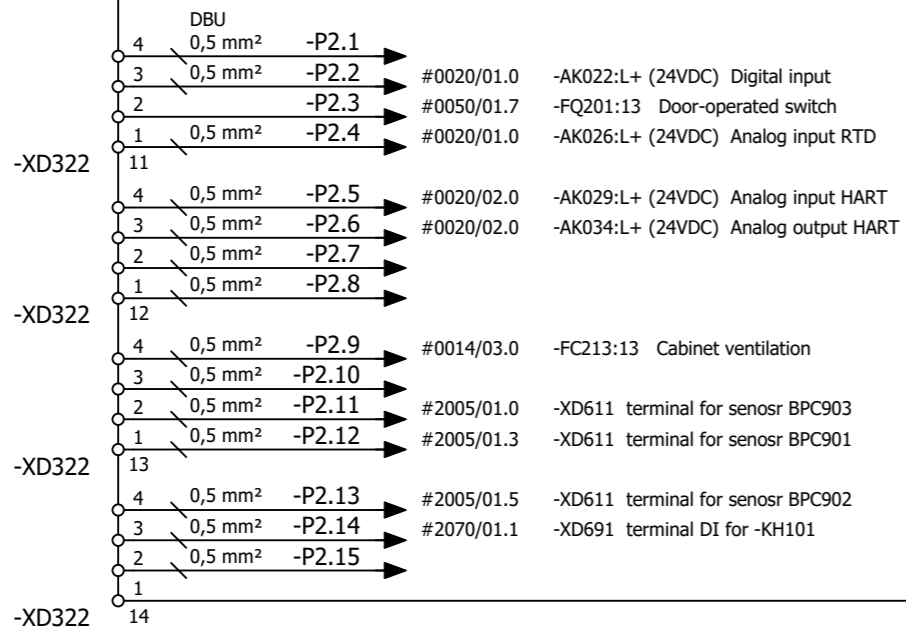 DBU
4 0,5 mm² -P2.1
3 0,5 mm² -P2.2 #0020/01.0 -AK022:L+ (24VDC) Digital input
2 -P2.3 #0050/01.7 -FQ201:13 Door-operated switch
1 0,5 mm² -P2.4 #0020/01.0 -AK026:L+ (24VDC) Analog input RTD
-XD322 11
4 0,5 mm² -P2.5 #0020/02.0 -AK029:L+ (24VDC) Analog input HART
3 0,5 mm² -P2.6 #0020/02.0 -AK034:L+ (24VDC) Analog output HART
2 0,5 mm² -P2.7
1 0,5 mm² -P2.8
-XD322 12
4 0,5 mm² -P2.9 #0014/03.0 -FC213:13 Cabinet ventilation
3 0,5 mm² -P2.10
2 0,5 mm² -P2.11 #2005/01.0 -XD611 terminal for senosr BPC903
1 0,5 mm² -P2.12 #2005/01.3 -XD611 terminal for senosr BPC901
-XD322 13
4 0,5 mm² -P2.13 #2005/01.5 -XD611 terminal for senosr BPC902
3 0,5 mm² -P2.14 #2070/01.1 -XD691 terminal DI for -KH101
2 0,5 mm² -P2.15
1
-XD322 14